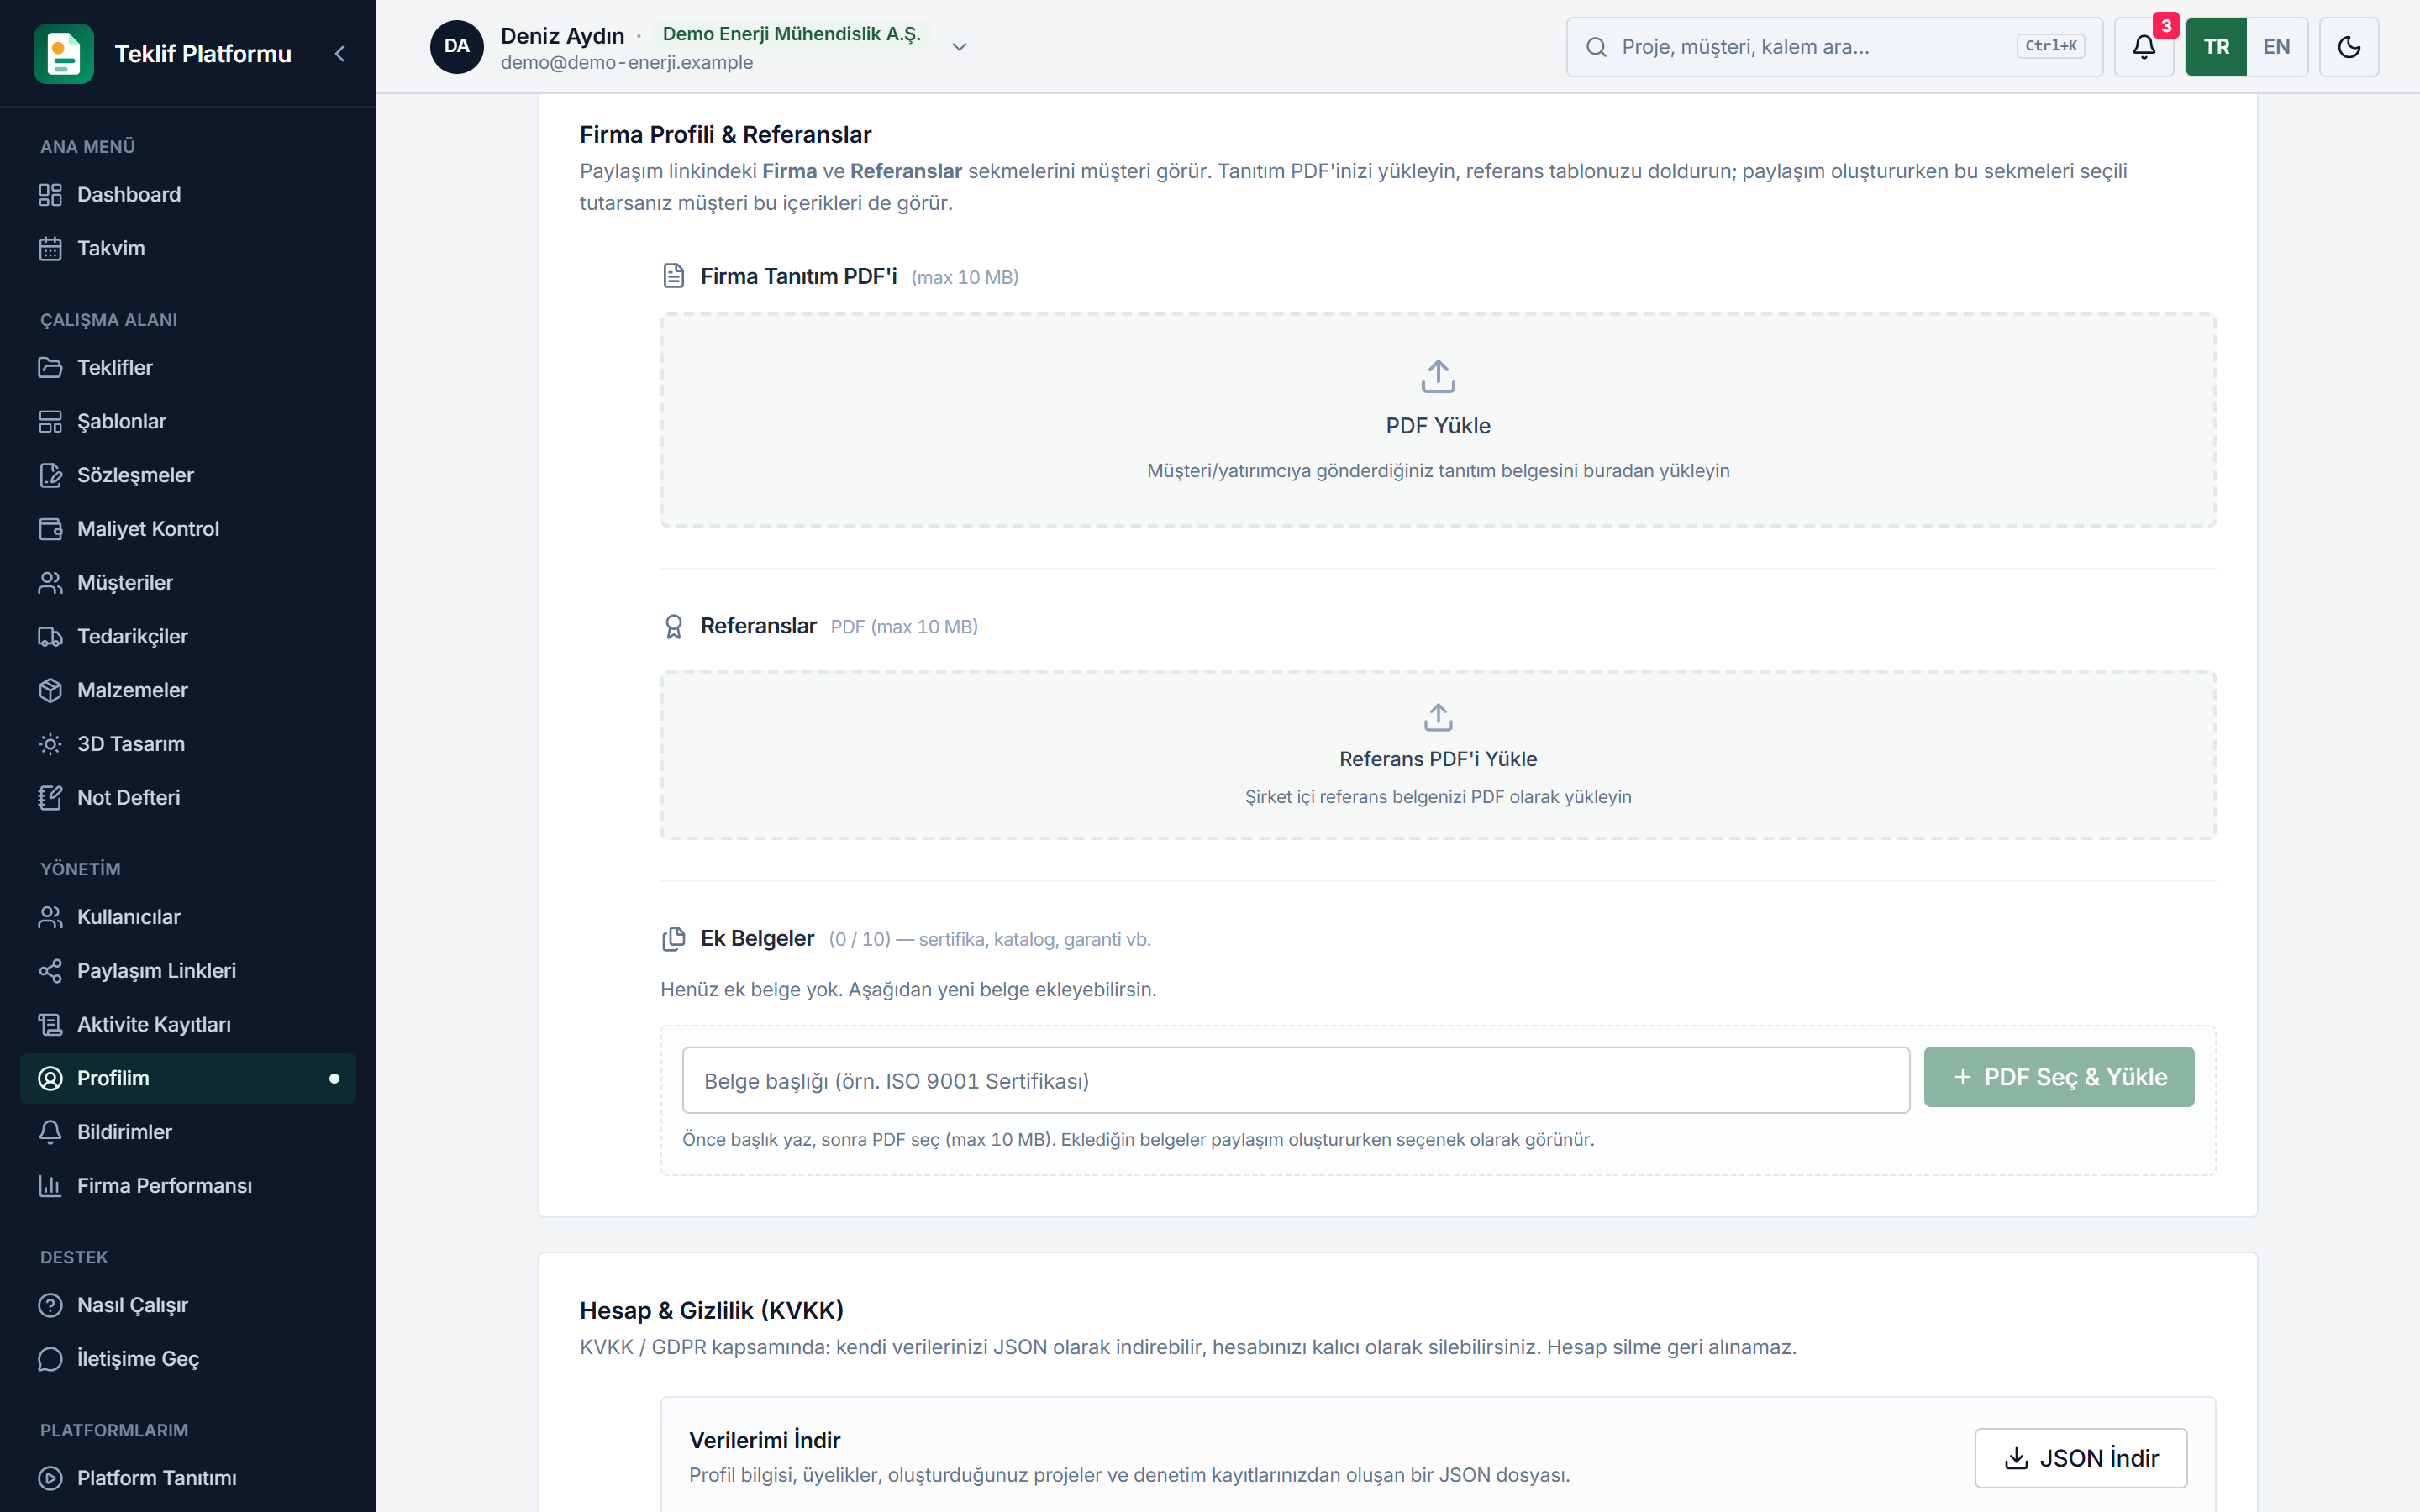 Teklif Platformu
ANA MENÜ
Dashboard
Takvim
ÇALIŞMA ALANI
Teklifler
Şablonlar
Sözleşmeler
Maliyet Kontrol
Müşteriler
Tedarikçiler
Malzemeler
3D Tasarım
Not Defteri
YÖNETİM
Kullanıcılar
Paylaşım Linkleri
Aktivite Kayıtları
Profilim
Bildirimler
Firma Performansı
DESTEK
Nasıl Çalışır
İletişime Geç
PLATFORMLARIM
Platform Tanıtımı
DA
Deniz Aydın · Demo Enerji Mühendislik A.Ş.
demo@demo-enerji.example
Proje, müşteri, kalem ara... Ctrl+K
3
TR EN
Firma Profili & Referanslar
Paylaşım linkindeki Firma ve Referanslar sekmelerini müşteri görür. Tanıtım PDF'inizi yükleyin, referans tablonuzu doldurun; paylaşım oluştururken bu sekmeleri seçili
tutarsanız müşteri bu içerikleri de görür.
Firma Tanıtım PDF'i (max 10 MB)
PDF Yükle
Müşteri/yatırımcıya gönderdiğiniz tanıtım belgesini buradan yükleyin
Referanslar PDF (max 10 MB)
Referans PDF'i Yükle
Şirket içi referans belgenizi PDF olarak yükleyin
Ek Belgeler (0 / 10) — sertifika, katalog, garanti vb.
Henüz ek belge yok. Aşağıdan yeni belge ekleyebilirsin.
Belge başlığı (örn. ISO 9001 Sertifikası)
+ PDF Seç & Yükle
Önce başlık yaz, sonra PDF seç (max 10 MB). Eklediğin belgeler paylaşım oluştururken seçenek olarak görünür.
Hesap & Gizlilik (KVKK)
KVKK / GDPR kapsamında: kendi verilerinizi JSON olarak indirebilir, hesabınızı kalıcı olarak silebilirsiniz. Hesap silme geri alınamaz.
Verilerimi İndir
Profil bilgisi, üyelikler, oluşturduğunuz projeler ve denetim kayıtlarınızdan oluşan bir JSON dosyası.
JSON İndir